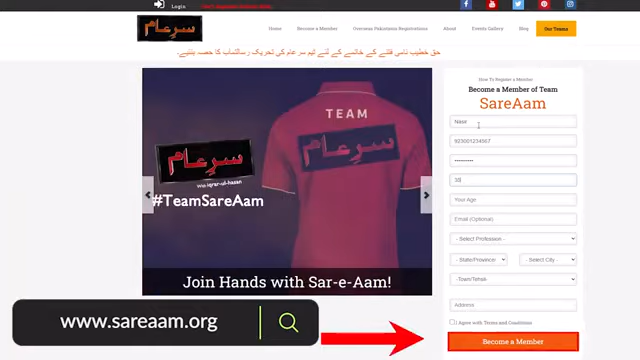 Login
سرعام
Home
Become a Member
Overseas Pakistanis Registrations
About
Events Gallery
Blog
Our Teams
How To Register a Member
Become a Member of Team
SareAam
Nasir
923001234567
38
Your Age
Email (Optional)
- Select Profession -
- State/Province
- Select City -
-Town/Tehsil-
Address
I Agree with Terms and Conditions
Become a Member
TEAM
سرعام
سرعام
#TeamSareAam
Join Hands with Sar-e-Aam!
www.sareaam.org